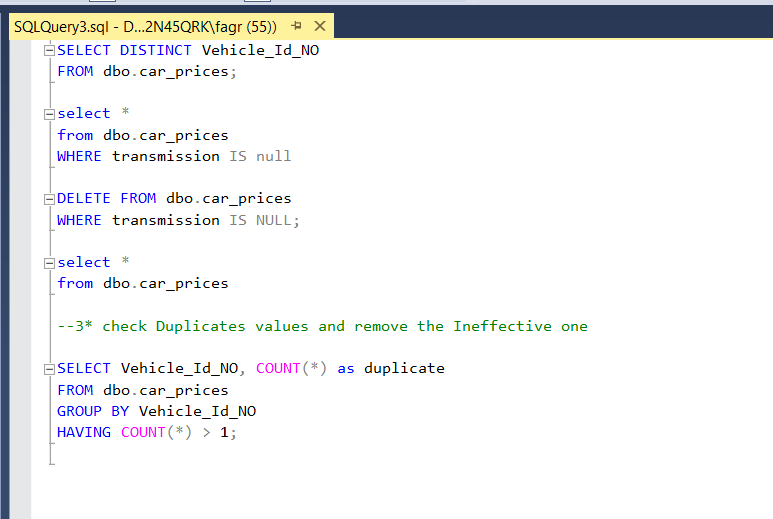 SQLQuery3.sql - D...2N45QRK\fagr (55))
SELECT DISTINCT Vehicle_Id_NO
FROM dbo.car_prices;
select *
from dbo.car_prices
WHERE transmission IS null
DELETE FROM dbo.car_prices
WHERE transmission IS NULL;
select *
from dbo.car_prices
--3* check Duplicates values and remove the Ineffective one
SELECT Vehicle_Id_NO, COUNT(*) as duplicate
FROM dbo.car_prices
GROUP BY Vehicle_Id_NO
HAVING COUNT(*) > 1;